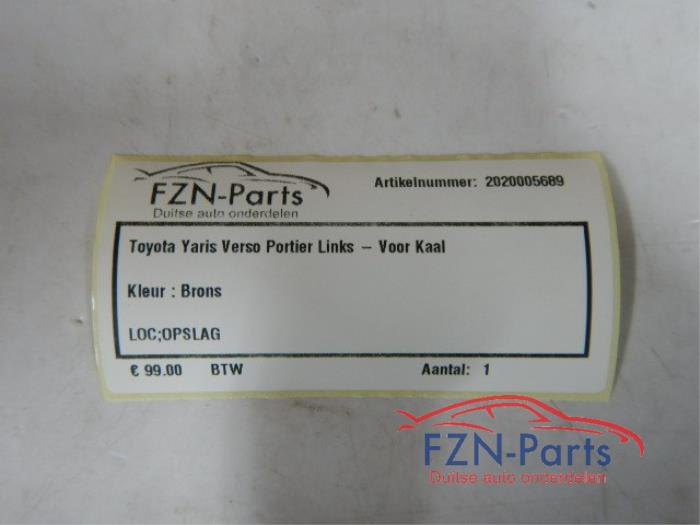 FZN-Parts
Duitse auto onderdelen
Artikelnummer: 2020005689
Toyota Yaris Verso Portier Links – Voor Kaal
Kleur : Brons
LOC;OPSLAG
€ 99.00 BTW Aantal: 1
FZN-Parts
Duitse auto onderdelen